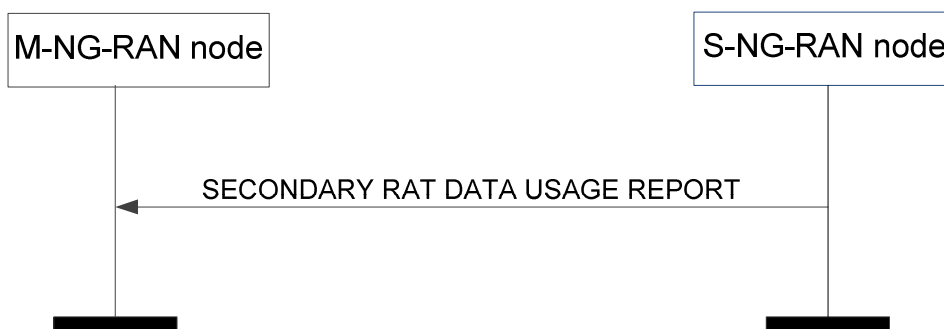 M-NG-RAN node
S-NG-RAN node
SECONDARY RAT DATA USAGE REPORT